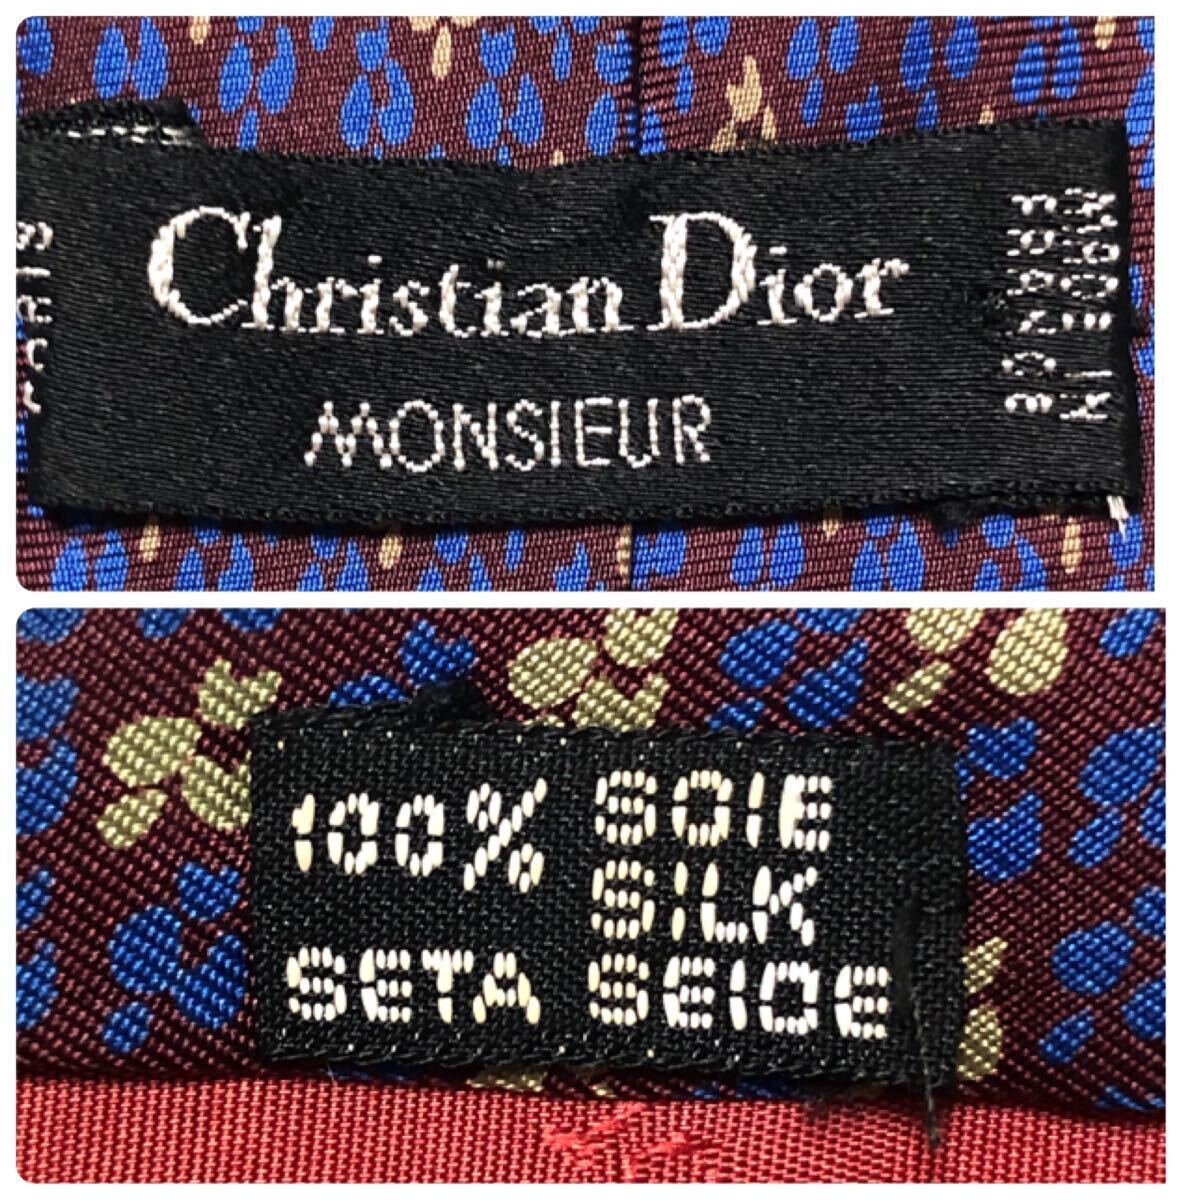 Christian Dior
MONSIEUR
100% SOIE
SILK
SETA SEIDE